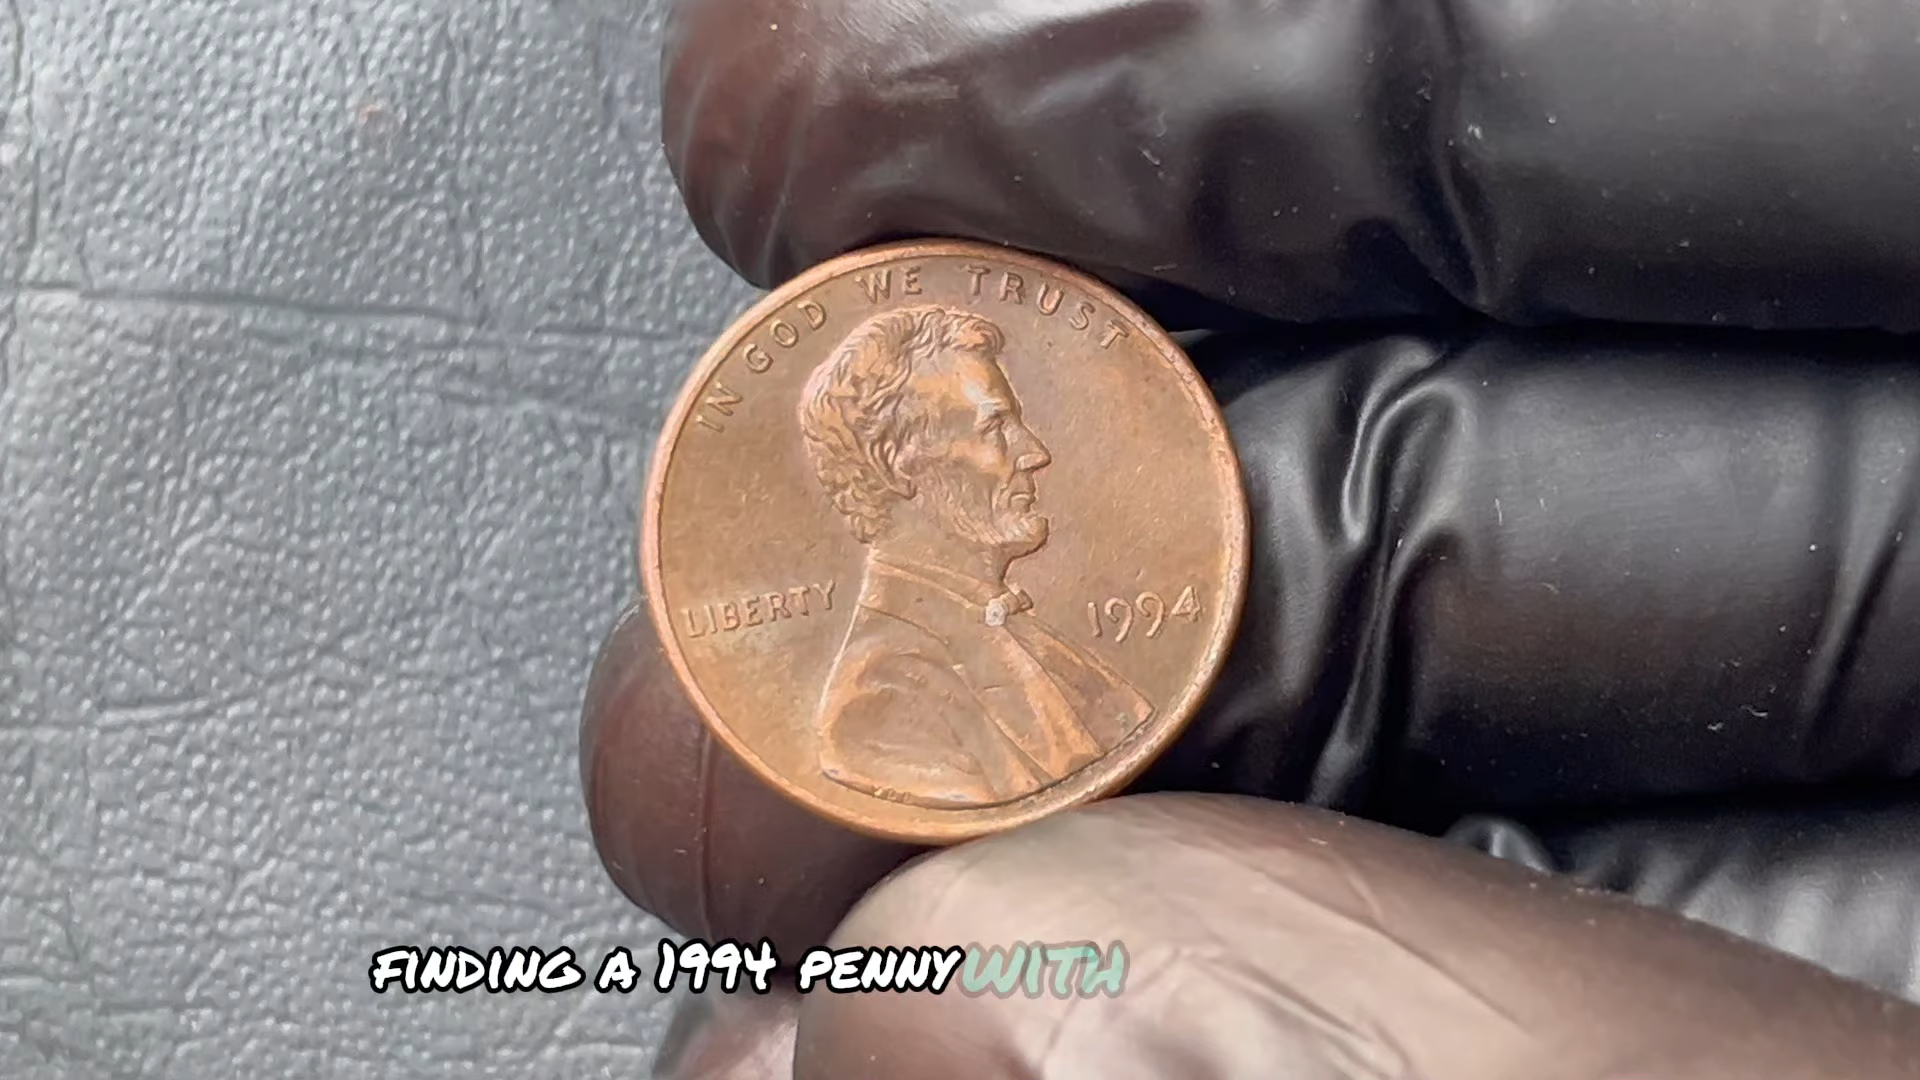 IN GOD WE TRUST
LIBERTY
1994
FINDING A 1994 PENNY WITH